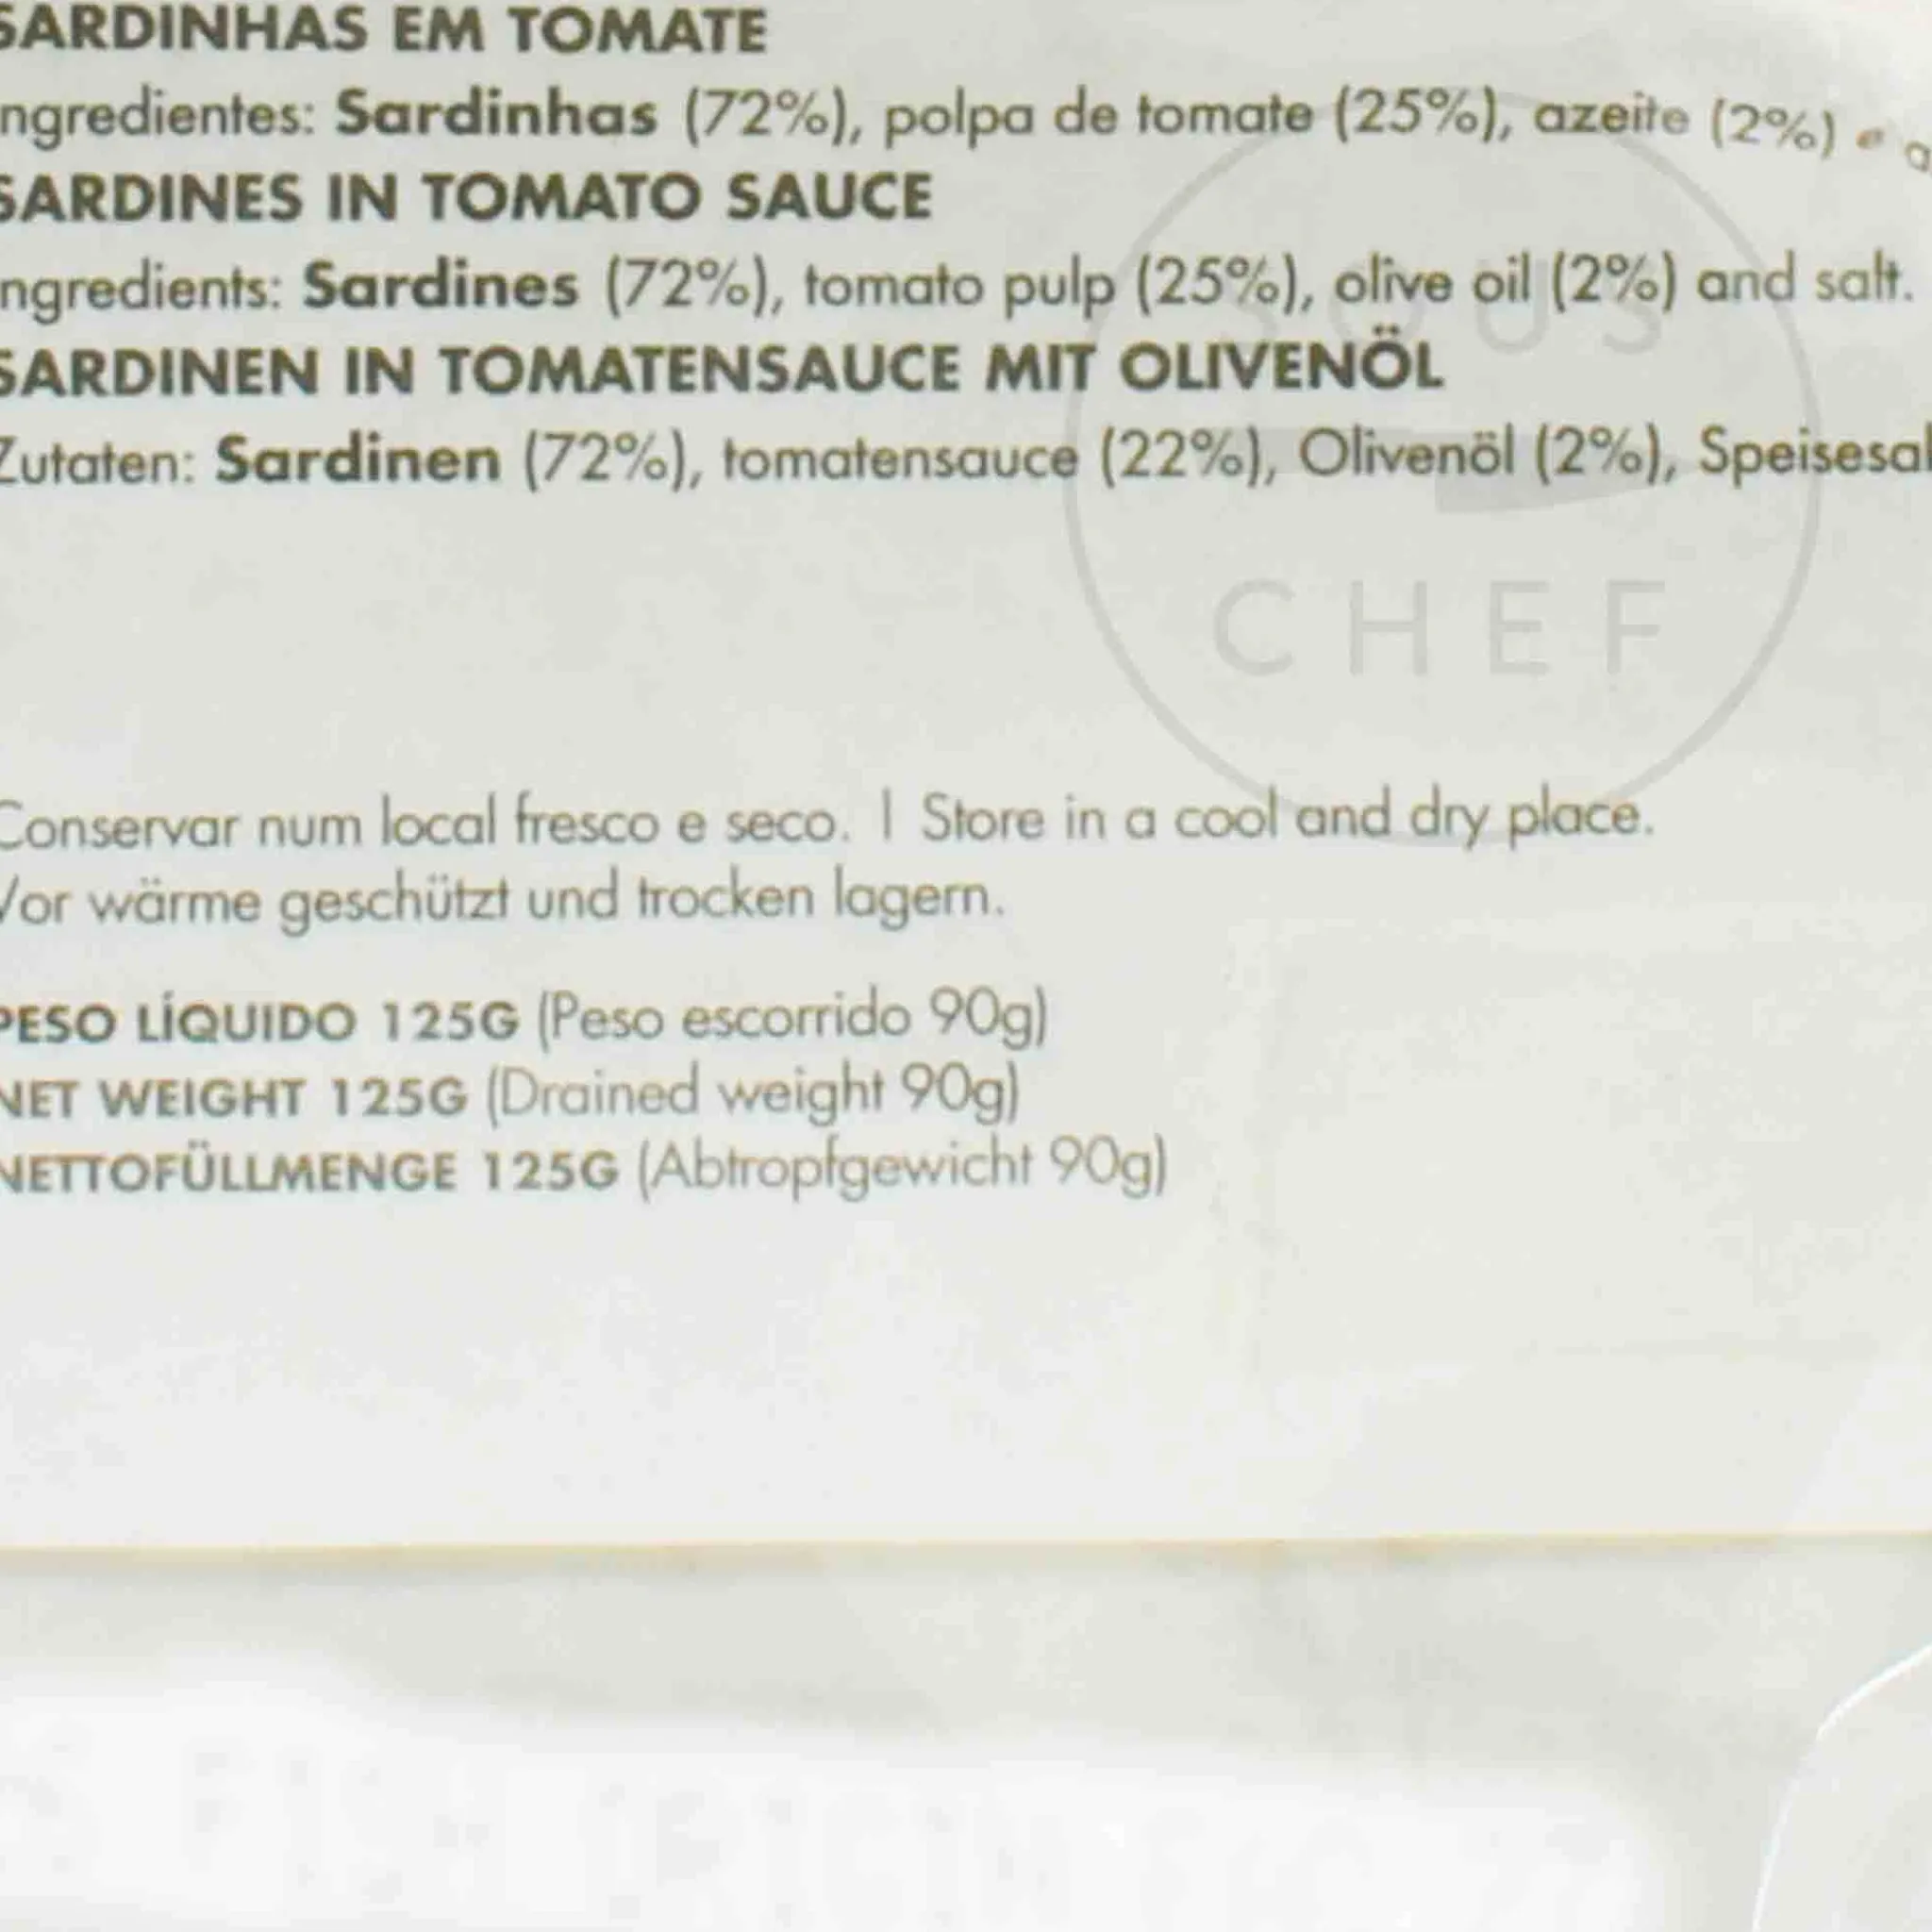 SARDINHAS EM TOMATE
ngredientes: Sardinhas (72%), polpa de tomate (25%), azeite (2%) e
SARDINES IN TOMATO SAUCE
ngredients: Sardines (72%), tomato pulp (25%), olive oil (2%) and salt.
SARDINEN IN TOMATENSAUCE MIT OLIVENÖL
Zutaten: Sardinen (72%), tomatensauce (22%), Olivenöl (2%), Speisesal
SOUS
CHEF
Conservar num local fresco e seco. | Store in a cool and dry place.
Vor wärme geschützt und trocken lagern.
PESO LÍQUIDO 125G (Peso escorrido 90g)
NET WEIGHT 125G (Drained weight 90g)
NETTOFÜLLMENGE 125G (Abtropfgewicht 90g)